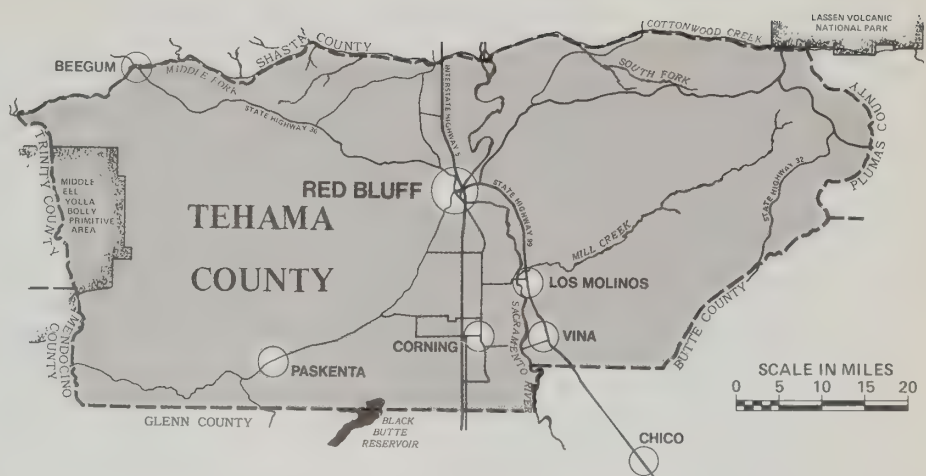 LASSEN VOLCANIC
NATIONAL PARK
COTTONWOOD CREEK
SHASTA COUNTY
BEEGUM
MIDDLE FORK
SOUTH FORK
INTERSTATE HIGHWAY 5
STATE HIGHWAY 36
PLUMAS COUNTY
TRINITY COUNTY
MIDDLE
EEL
YOLLA
BOLLY
PRIMITIVE
AREA
RED BLUFF
STATE HIGHWAY 99
STATE HIGHWAY 32
TEHAMA
COUNTY
MILL CREEK
LOS MOLINOS
SACRAMENTO RIVER
BUTTE COUNTY
MENDOCINO
COUNTY
CORNING
VINA
PASKENTA
SCALE IN MILES
0 5 10 15 20
GLENN COUNTY
BLACK
BUTTE
RESERVOIR
CHICO